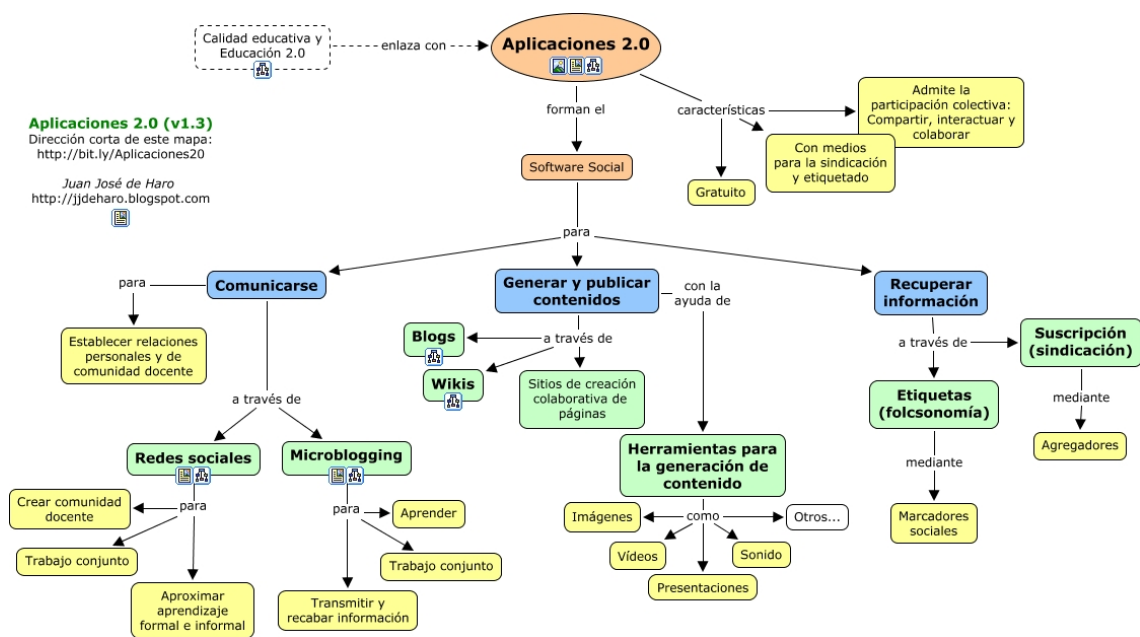 Calidad educativa y
Educación 2.0
enlaza con
Aplicaciones 2.0
forman el
características
Admite la
participación colectiva:
Compartir, interactuar y
colaborar
Con medios
para la sindicación
y etiquetado
Gratuito
Aplicaciones 2.0 (v1.3)
Dirección corta de este mapa:
http://bit.ly/Aplicaciones20
Juan José de Haro
http://jjdeharo.blogspot.com
Software Social
para
Comunicarse
para
Establecer relaciones
personales y de
comunidad docente
a través de
Redes sociales
para
Crear comunidad
docente
Trabajo conjunto
Aproximar
aprendizaje
formal e informal
Microblogging
para
Aprender
Trabajo conjunto
Transmitir y
recabar información
Generar y publicar
contenidos
a través de
Blogs
Wikis
Sitios de creación
colaborativa de
páginas
con la
ayuda de
Herramientas para
la generación de
contenido
como
Imágenes
Vídeos
Presentaciones
Sonido
Otros...
Recuperar
información
a través de
Suscripción
(sindicación)
mediante
Agregadores
Etiquetas
(folcsonomía)
mediante
Marcadores
sociales